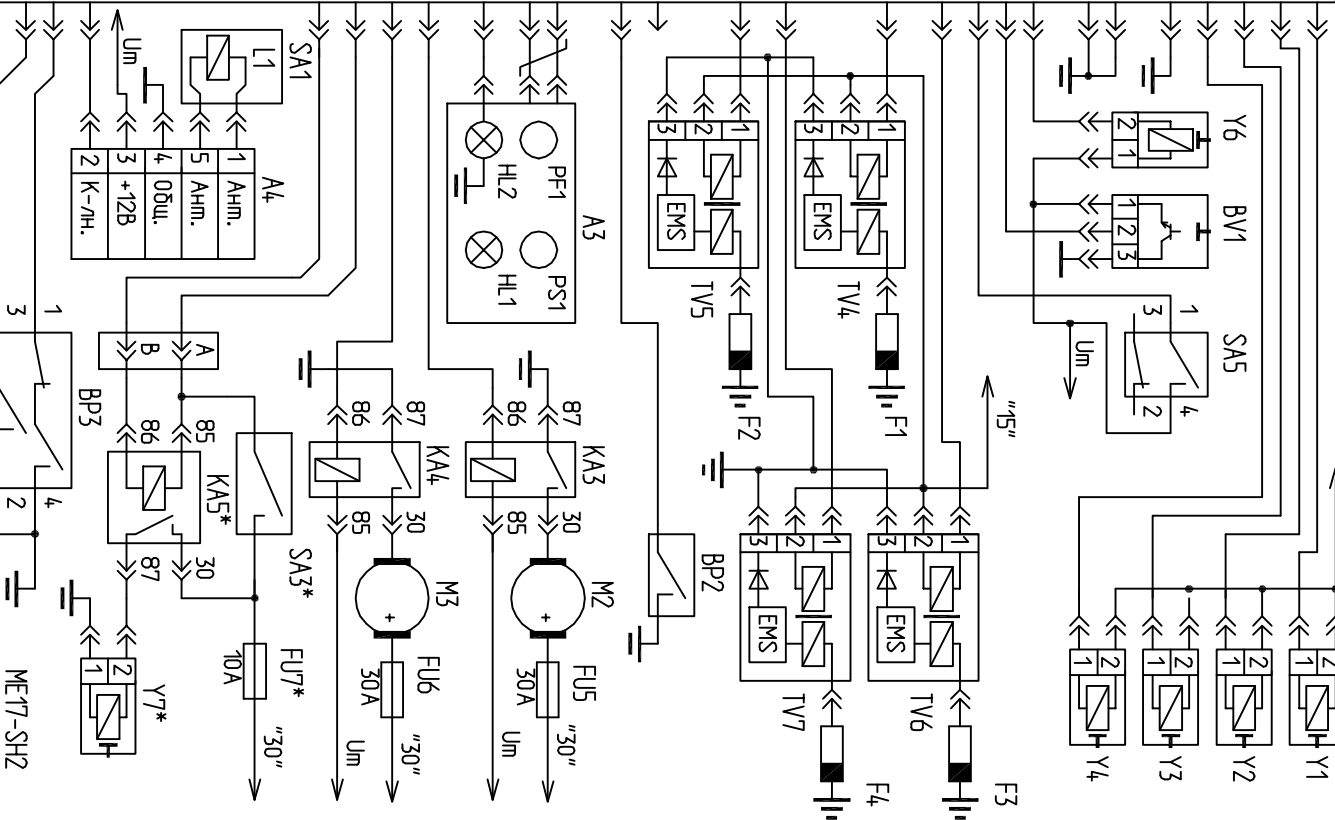 Um
L1
SA1
1 Ант.
5 Ант.
4 Общ.
3 +12В
2 К-лн.
A4
HL2
PF1
HL1
PS1
A3
3 2 1
EMS
TV5
F2
3 2 1
EMS
TV4
F1
"15"
2 1
Y6
1 2 3
BV1
1
3
SA5
2
4
Um
1
3
BP3
2
4
B
A
86
85
KA5*
87
30
SA3*
FU7*
10A
"30"
1 2
Y7*
ME17-SH2
86
87
KA4
85
30
M3
+
FU6
30A
Um
"30"
86
87
KA3
85
30
M2
+
FU5
30A
Um
"30"
BP2
3 2 1
EMS
TV7
F4
3 2 1
EMS
TV6
F3
1 2
Y4
1 2
Y3
1 2
Y2
1 2
Y1